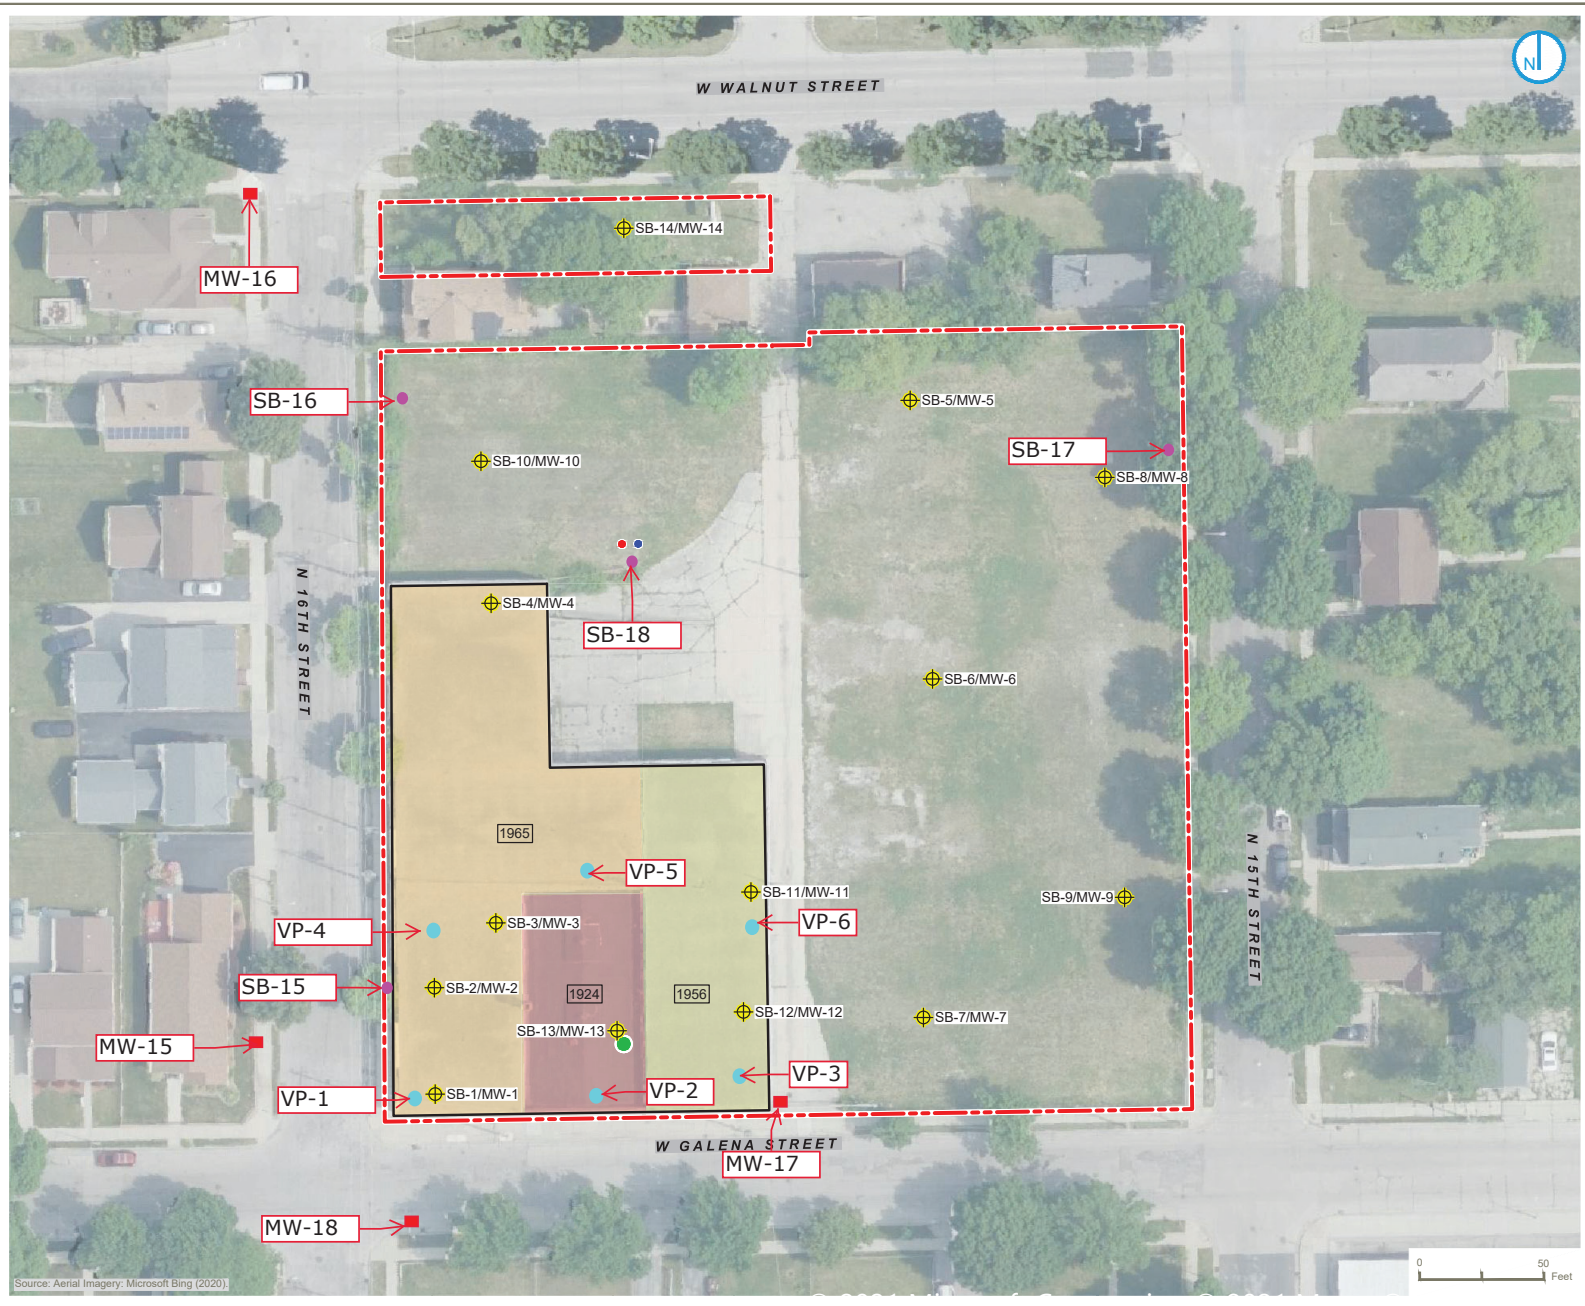 W WALNUT STREET
N
SB-14/MW-14
MW-16
SB-16
SB-5/MW-5
SB-17
SB-10/MW-10
SB-8/MW-8
N 16TH STREET
SB-4/MW-4
SB-18
SB-6/MW-6
1965
VP-5
SB-11/MW-11
N 15TH STREET
SB-9/MW-9
VP-4
SB-3/MW-3
VP-6
SB-15
SB-2/MW-2
1924
1956
SB-12/MW-12
SB-7/MW-7
SB-13/MW-13
MW-15
VP-3
VP-1
SB-1/MW-1
VP-2
W GALENA STREET
MW-17
MW-18
0 50
Feet
Source: Aerial Imagery: Microsoft Bing (2020).